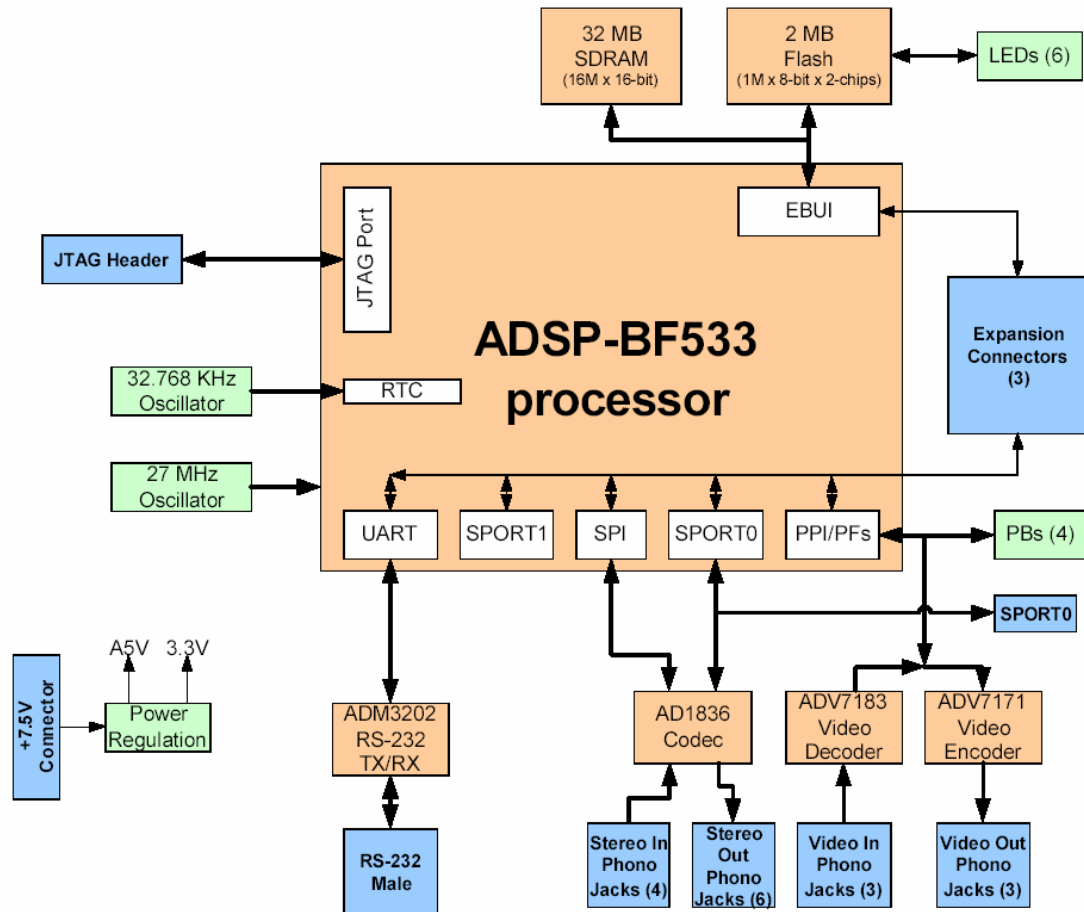 32 MB
SDRAM
(16M x 16-bit)
2 MB
Flash
(1M x 8-bit x 2-chips)
LEDs (6)
EBUI
JTAG Port
JTAG Header
ADSP-BF533
processor
Expansion
Connectors
(3)
32.768 KHz
Oscillator
RTC
27 MHz
Oscillator
UART
SPORT1
SPI
SPORT0
PPI/PFs
PBs (4)
SPORT0
A5V
3.3V
+7.5V
Connector
Power
Regulation
ADM3202
RS-232
TX/RX
AD1836
Codec
ADV7183
Video
Decoder
ADV7171
Video
Encoder
RS-232
Male
Stereo In
Phono
Jacks (4)
Stereo
Out
Phono
Jacks (6)
Video In
Phono
Jacks (3)
Video Out
Phono
Jacks (3)